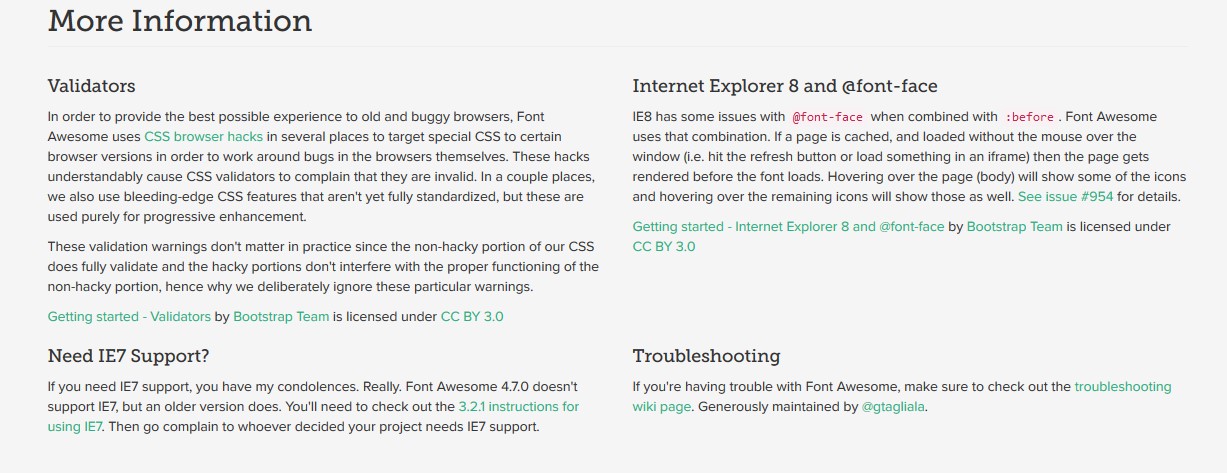 More Information
Validators
In order to provide the best possible experience to old and buggy browsers, Font
Awesome uses CSS browser hacks in several places to target special CSS to certain
browser versions in order to work around bugs in the browsers themselves. These hacks
understandably cause CSS validators to complain that they are invalid. In a couple places,
we also use bleeding-edge CSS features that aren't yet fully standardized, but these are
used purely for progressive enhancement.
These validation warnings don't matter in practice since the non-hacky portion of our CSS
does fully validate and the hacky portions don't interfere with the proper functioning of the
non-hacky portion, hence why we deliberately ignore these particular warnings.
Getting started - Validators by Bootstrap Team is licensed under CC BY 3.0
Internet Explorer 8 and @font-face
IE8 has some issues with @font-face when combined with :before. Font Awesome
uses that combination. If a page is cached, and loaded without the mouse over the
window (i.e. hit the refresh button or load something in an iframe) then the page gets
rendered before the font loads. Hovering over the page (body) will show some of the icons
and hovering over the remaining icons will show those as well. See issue #954 for details.
Getting started - Internet Explorer 8 and @font-face by Bootstrap Team is licensed under
CC BY 3.0
Need IE7 Support?
If you need IE7 support, you have my condolences. Really. Font Awesome 4.7.0 doesn't
support IE7, but an older version does. You'll need to check out the 3.2.1 instructions for
using IE7. Then go complain to whoever decided your project needs IE7 support.
Troubleshooting
If you're having trouble with Font Awesome, make sure to check out the troubleshooting
wiki page. Generously maintained by @gtagliala.